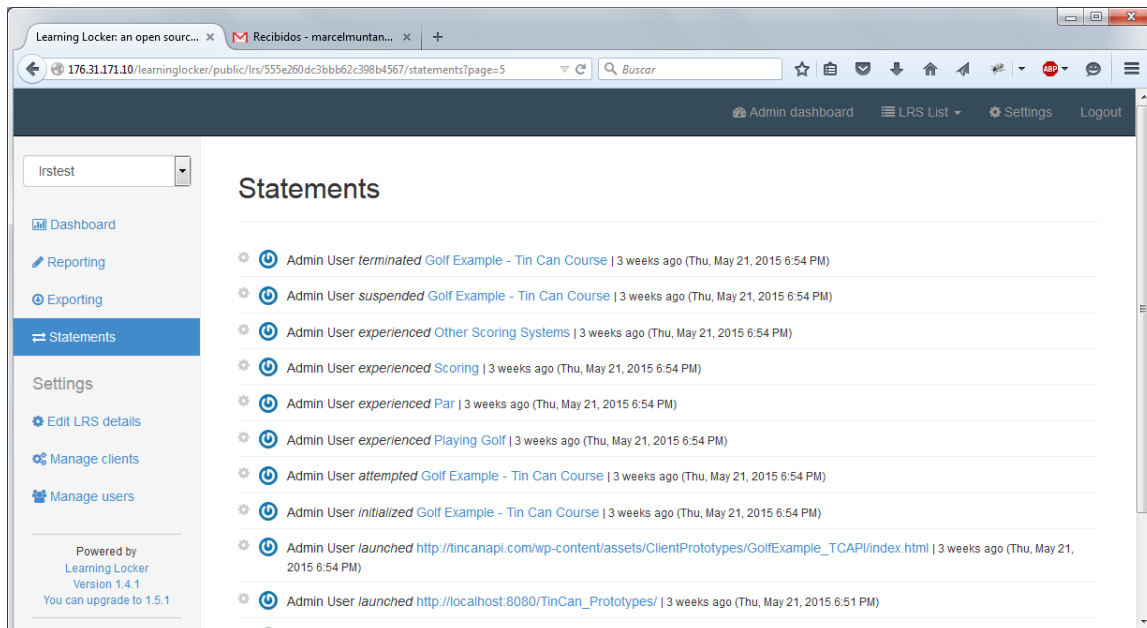 Learning Locker: an open sourc... ×
Recibidos - marcelmuntan... ×
+
176.31.171.10/learninglocker/public/lrs/555e260dc3bbb62c398b4567/statements?page=5
Buscar
ABP
Admin dashboard
LRS List
Settings
Logout
lrstest
Dashboard
Reporting
Exporting
Statements
Settings
Edit LRS details
Manage clients
Manage users
Powered by
Learning Locker
Version 1.4.1
You can upgrade to 1.5.1
Statements
Admin User terminated Golf Example - Tin Can Course | 3 weeks ago (Thu, May 21, 2015 6:54 PM)
Admin User suspended Golf Example - Tin Can Course | 3 weeks ago (Thu, May 21, 2015 6:54 PM)
Admin User experienced Other Scoring Systems | 3 weeks ago (Thu, May 21, 2015 6:54 PM)
Admin User experienced Scoring | 3 weeks ago (Thu, May 21, 2015 6:54 PM)
Admin User experienced Par | 3 weeks ago (Thu, May 21, 2015 6:54 PM)
Admin User experienced Playing Golf | 3 weeks ago (Thu, May 21, 2015 6:54 PM)
Admin User attempted Golf Example - Tin Can Course | 3 weeks ago (Thu, May 21, 2015 6:54 PM)
Admin User initialized Golf Example - Tin Can Course | 3 weeks ago (Thu, May 21, 2015 6:54 PM)
Admin User launched http://tincanapi.com/wp-content/assets/ClientPrototypes/GolfExample_TCAPI/index.html | 3 weeks ago (Thu, May 21,
2015 6:54 PM)
Admin User launched http://localhost:8080/TinCan_Prototypes/ | 3 weeks ago (Thu, May 21, 2015 6:51 PM)